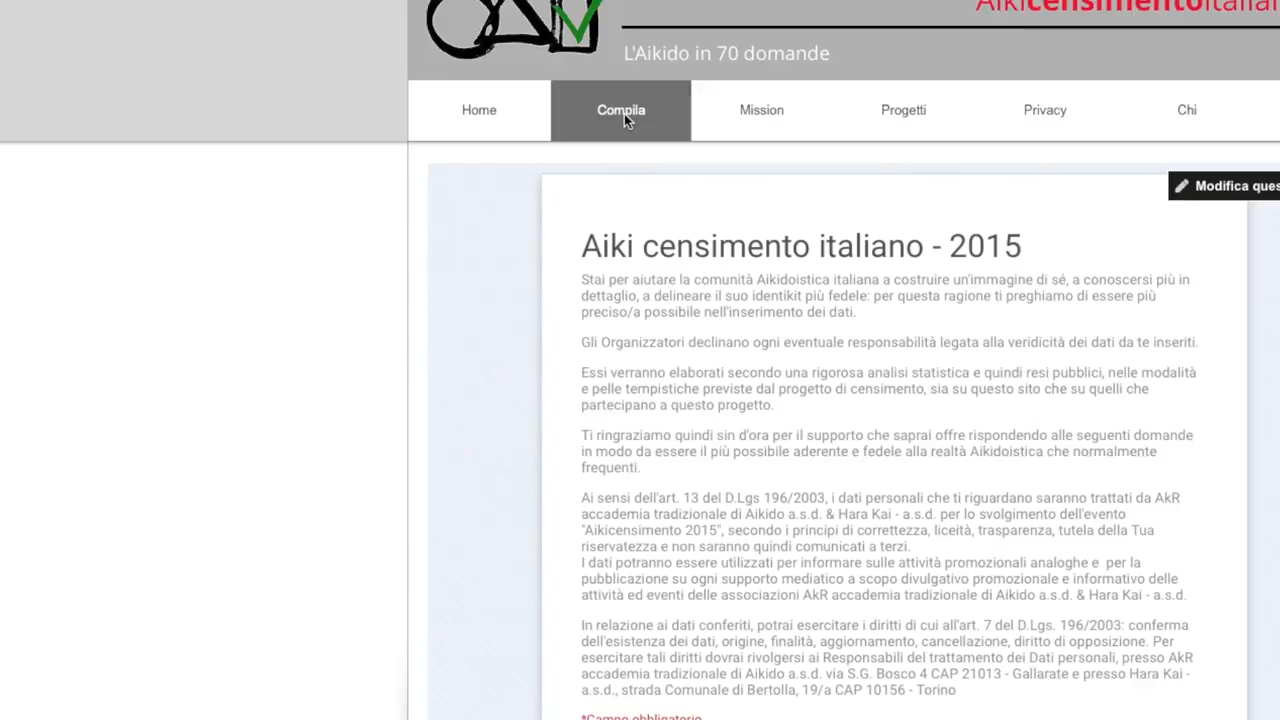 Aikicensimentoitalian
L'Aikido in 70 domande
Home Compila Mission Progetti Privacy Chi
Modifica ques
Aiki censimento italiano - 2015
Stai per aiutare la comunità Aikidoistica italiana a costruire un'immagine di sé, a conoscersi più in
dettaglio, a delineare il suo identikit più fedele: per questa ragione ti preghiamo di essere più
preciso/a possibile nell'inserimento dei dati.
Gli Organizzatori declinano ogni eventuale responsabilità legata alla veridicità dei dati da te inseriti.
Essi verranno elaborati secondo una rigorosa analisi statistica e quindi resi pubblici, nelle modalità
e pelle tempistiche previste dal progetto di censimento, sia su questo sito che su quelli che
partecipano a questo progetto.
Ti ringraziamo quindi sin d'ora per il supporto che saprai offre rispondendo alle seguenti domande
in modo da essere il più possibile aderente e fedele alla realtà Aikidoistica che normalmente
frequenti.
Ai sensi dell'art. 13 del D.Lgs 196/2003, i dati personali che ti riguardano saranno trattati da AkR
accademia tradizionale di Aikido a.s.d. & Hara Kai - a.s.d. per lo svolgimento dell'evento
"Aikicensimento 2015", secondo i principi di correttezza, liceità, trasparenza, tutela della Tua
riservatezza e non saranno quindi comunicati a terzi.
I dati potranno essere utilizzati per informare sulle attività promozionali analoghe e per la
pubblicazione su ogni supporto mediatico a scopo divulgativo promozionale e informativo delle
attività ed eventi delle associazioni AkR accademia tradizionale di Aikido a.s.d. & Hara Kai - a.s.d.
In relazione ai dati conferiti, potrai esercitare i diritti di cui all'art. 7 del D.Lgs. 196/2003: conferma
dell'esistenza dei dati, origine, finalità, aggiornamento, cancellazione, diritto di opposizione. Per
esercitare tali diritti dovrai rivolgersi ai Responsabili del trattamento dei Dati personali, presso AkR
accademia tradizionale di Aikido a.s.d. via S.G. Bosco 4 CAP 21013 - Gallarate e presso Hara Kai -
a.s.d., strada Comunale di Bertolla, 19/a CAP 10156 - Torino
*Campo obbligatorio